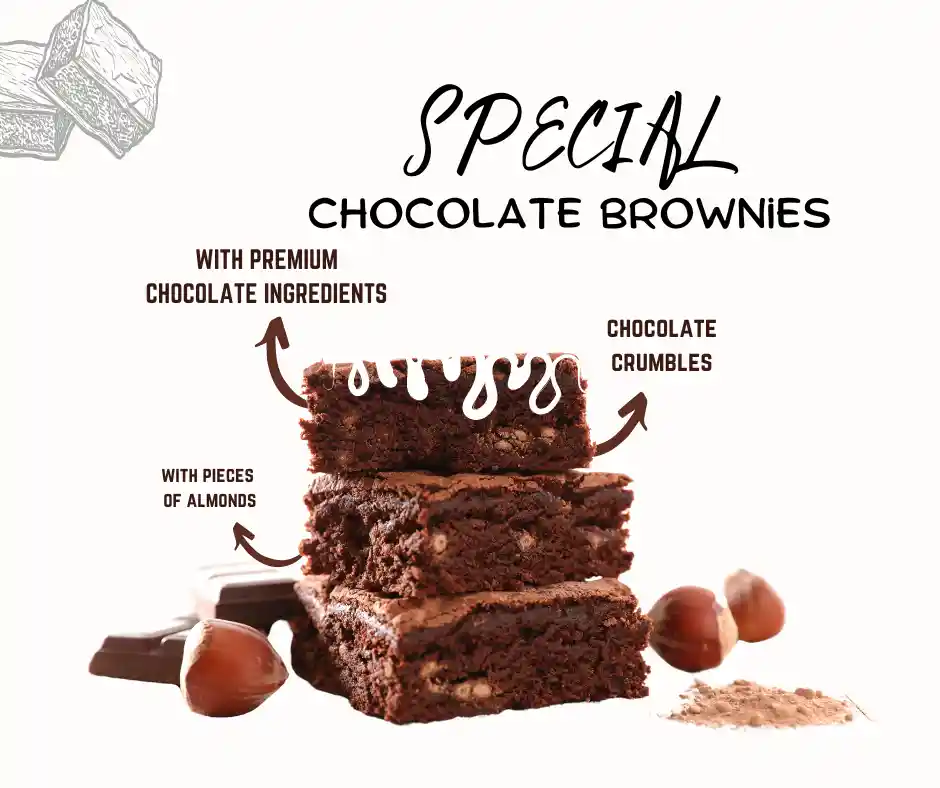 SPECIAL
CHOCOLATE BROWNiES
WITH PREMIUM
CHOCOLATE INGREDIENTS
CHOCOLATE
CRUMBLES
WITH PIECES
OF ALMONDS